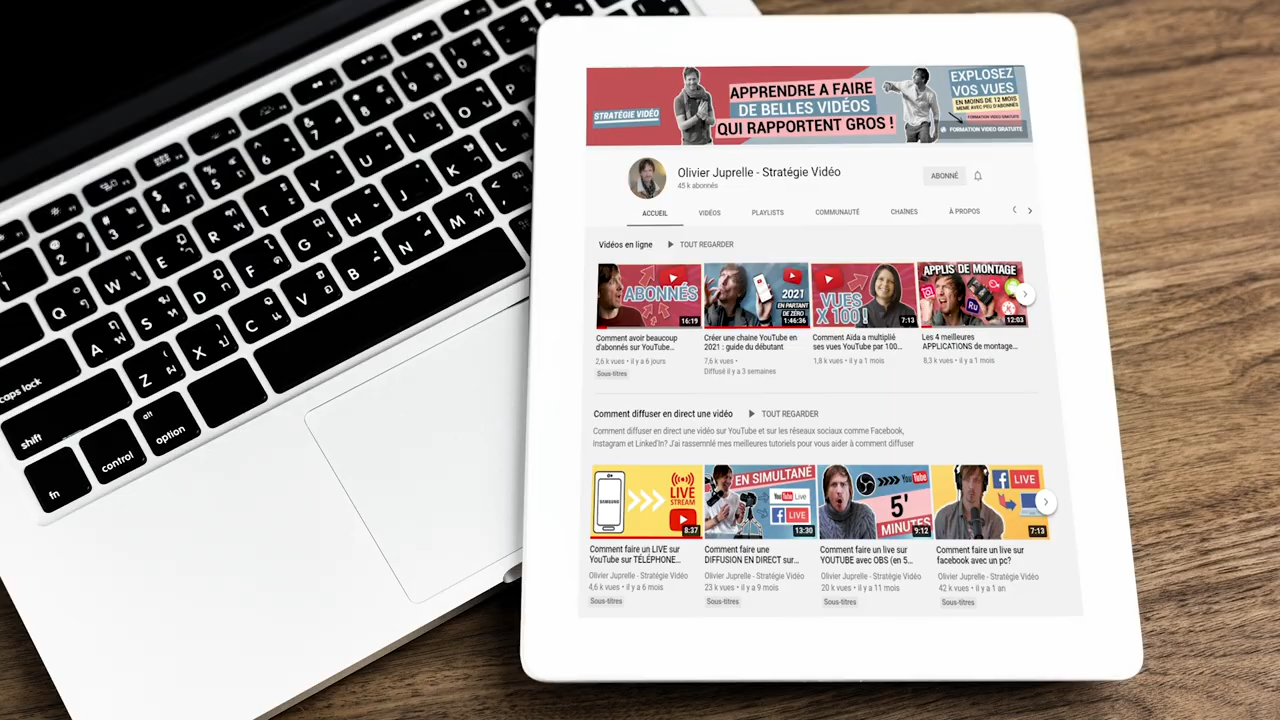 STRATÉGIE VIDÉO
APPRENDRE A FAIRE
DE BELLES VIDÉOS
QUI RAPPORTENT GROS !
EXPLOSEZ
VOS VUES
EN MOINS DE 12 MOIS
MEME AVEC PEU D'ABONNÉS
FORMATION VIDEO GRATUITE
FORMATION VIDEO GRATUITE
Olivier Juprelle - Stratégie Vidéo
45 k abonnés
ABONNÉ
ACCUEIL
VIDÉOS
PLAYLISTS
COMMUNAUTÉ
CHAÎNES
À PROPOS
Vidéos en ligne
TOUT REGARDER
ABONNÉS
16:19
2021
EN PARTANT
DE ZÉRO
1:46:36
VUES
X 100 !
7:13
APPLIS DE MONTAGE
Ru
12:03
Comment avoir beaucoup
d'abonnés sur YouTube...
2,6 k vues • il y a 6 jours
Sous-titres
Créer une chaine YouTube en
2021 : guide du débutant
7,6 k vues •
Diffusé il y a 3 semaines
Comment Aida a multiplié
ses vues YouTube par 100...
1,8 k vues • il y a 1 mois
Les 4 meilleures
APPLICATIONS de montage...
8,3 k vues • il y a 1 mois
Comment diffuser en direct une vidéo
TOUT REGARDER
Comment diffuser en direct une vidéo sur YouTube et sur les réseaux sociaux comme Facebook,
Instagram et LinkedIn? J'ai rassemblé mes meilleurs tutoriels pour vous aider à comment diffuser
SAMSUNG
LIVE
STREAM
8:37
EN SIMULTANÉ
YouTube Live
f LIVE
13:30
YouTube
5'
MINUTES
9:12
f LIVE
7:13
Comment faire un LIVE sur
YouTube sur TÉLÉPHONE...
Olivier Juprelle - Stratégie Vidéo
4,6 k vues • il y a 6 mois
Sous-titres
Comment faire une
DIFFUSION EN DIRECT sur...
Olivier Juprelle - Stratégie Vidéo
23 k vues • il y a 9 mois
Sous-titres
Comment faire un live sur
YOUTUBE avec OBS (en 5...
Olivier Juprelle - Stratégie Vidéo
20 k vues • il y a 11 mois
Sous-titres
Comment faire un live sur
facebook avec un pc?
Olivier Juprelle - Stratégie Vidéo
42 k vues • il y a 1 an
Sous-titres
caps lock
shift
fn
control
alt
option